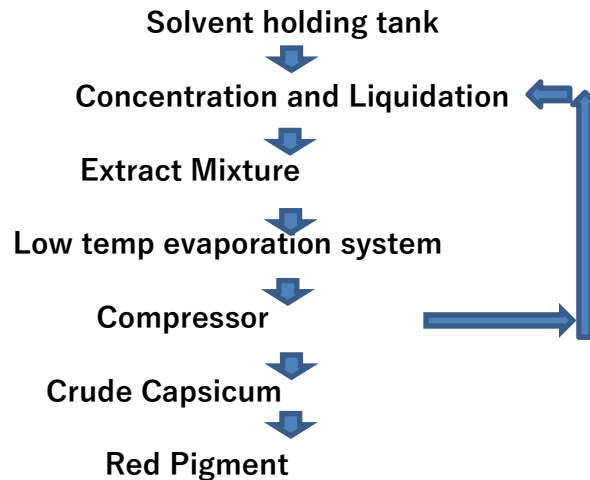 Solvent holding tank
Concentration and Liquidation
Extract Mixture
Low temp evaporation system
Compressor
Crude Capsicum
Red Pigment